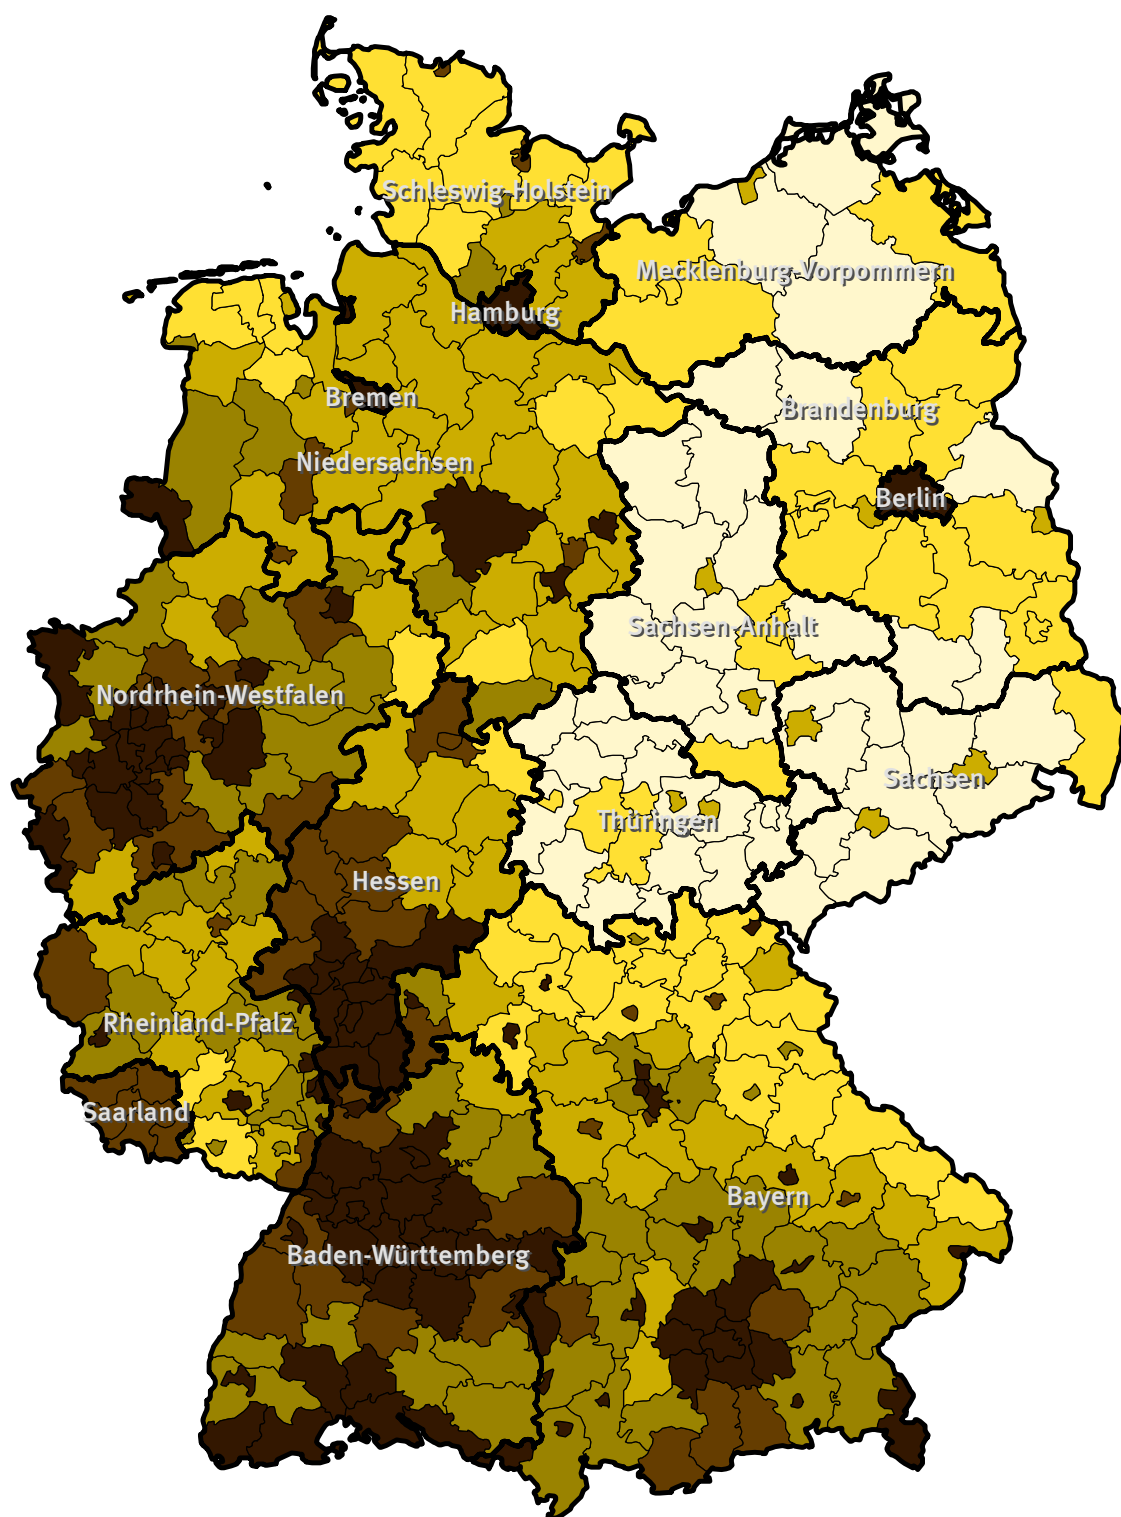 Schleswig-Holstein
Mecklenburg-Vorpommern
Hamburg
Bremen
Brandenburg
Niedersachsen
Berlin
Sachsen-Anhalt
Nordrhein-Westfalen
Sachsen
Thüringen
Hessen
Rheinland-Pfalz
Saarland
Bayern
Baden-Württemberg